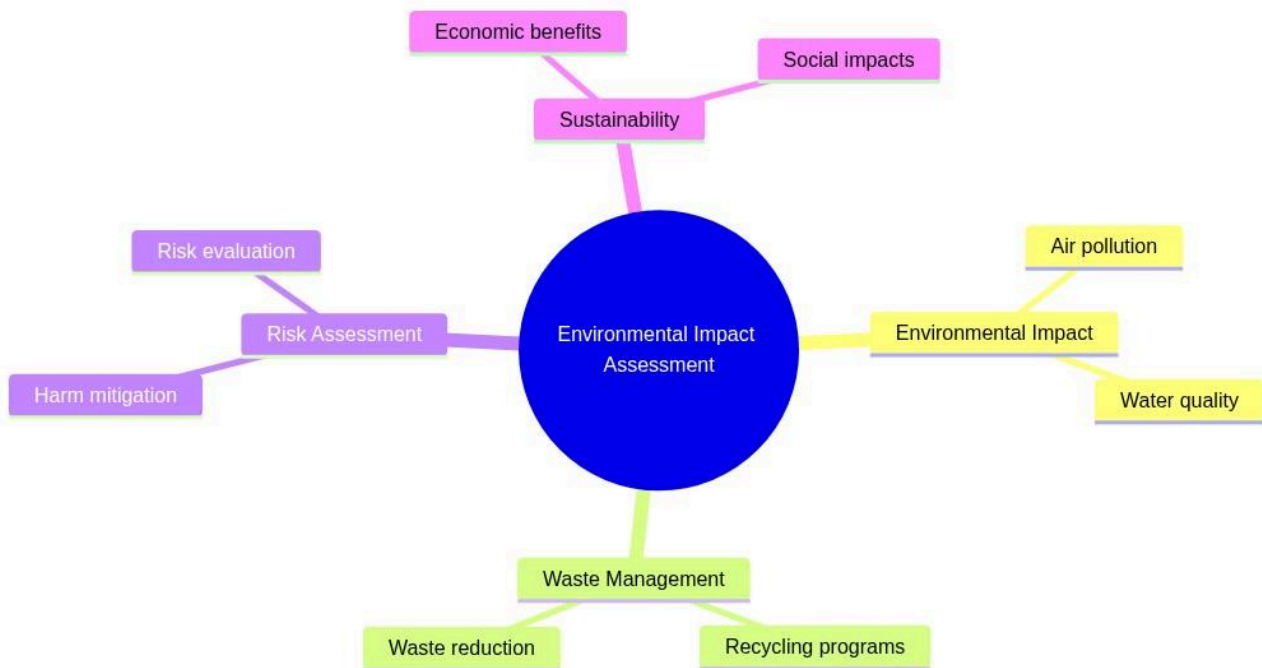 Economic benefits
Social impacts
Sustainability
Risk evaluation
Air pollution
Risk Assessment
Environmental Impact
Assessment
Environmental Impact
Harm mitigation
Water quality
Waste Management
Waste reduction
Recycling programs